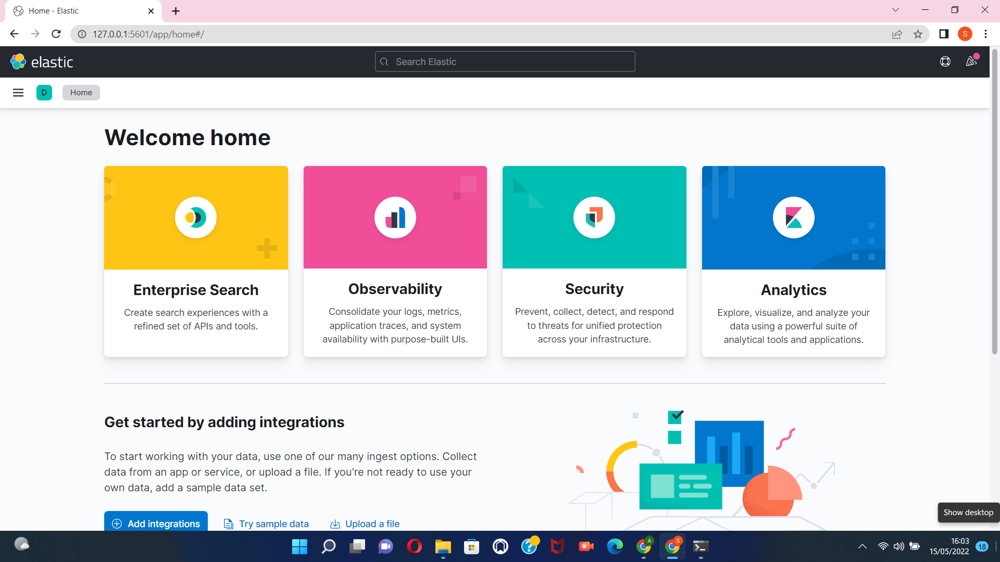 Home - Elastic
127.0.0.1:5601/app/home#/
S
elastic
Search Elastic
D
Home
Welcome home
Enterprise Search
Create search experiences with a
refined set of APIs and tools.
Observability
Consolidate your logs, metrics,
application traces, and system
availability with purpose-built UIs.
Security
Prevent, collect, detect, and respond
to threats for unified protection
across your infrastructure.
Analytics
Explore, visualize, and analyze your
data using a powerful suite of
analytical tools and applications.
Get started by adding integrations
To start working with your data, use one of our many ingest options. Collect
data from an app or service, or upload a file. If you're not ready to use your
own data, add a sample data set.
Add integrations
Try sample data
Upload a file
Show desktop
A
S
16:03
15/05/2022
18